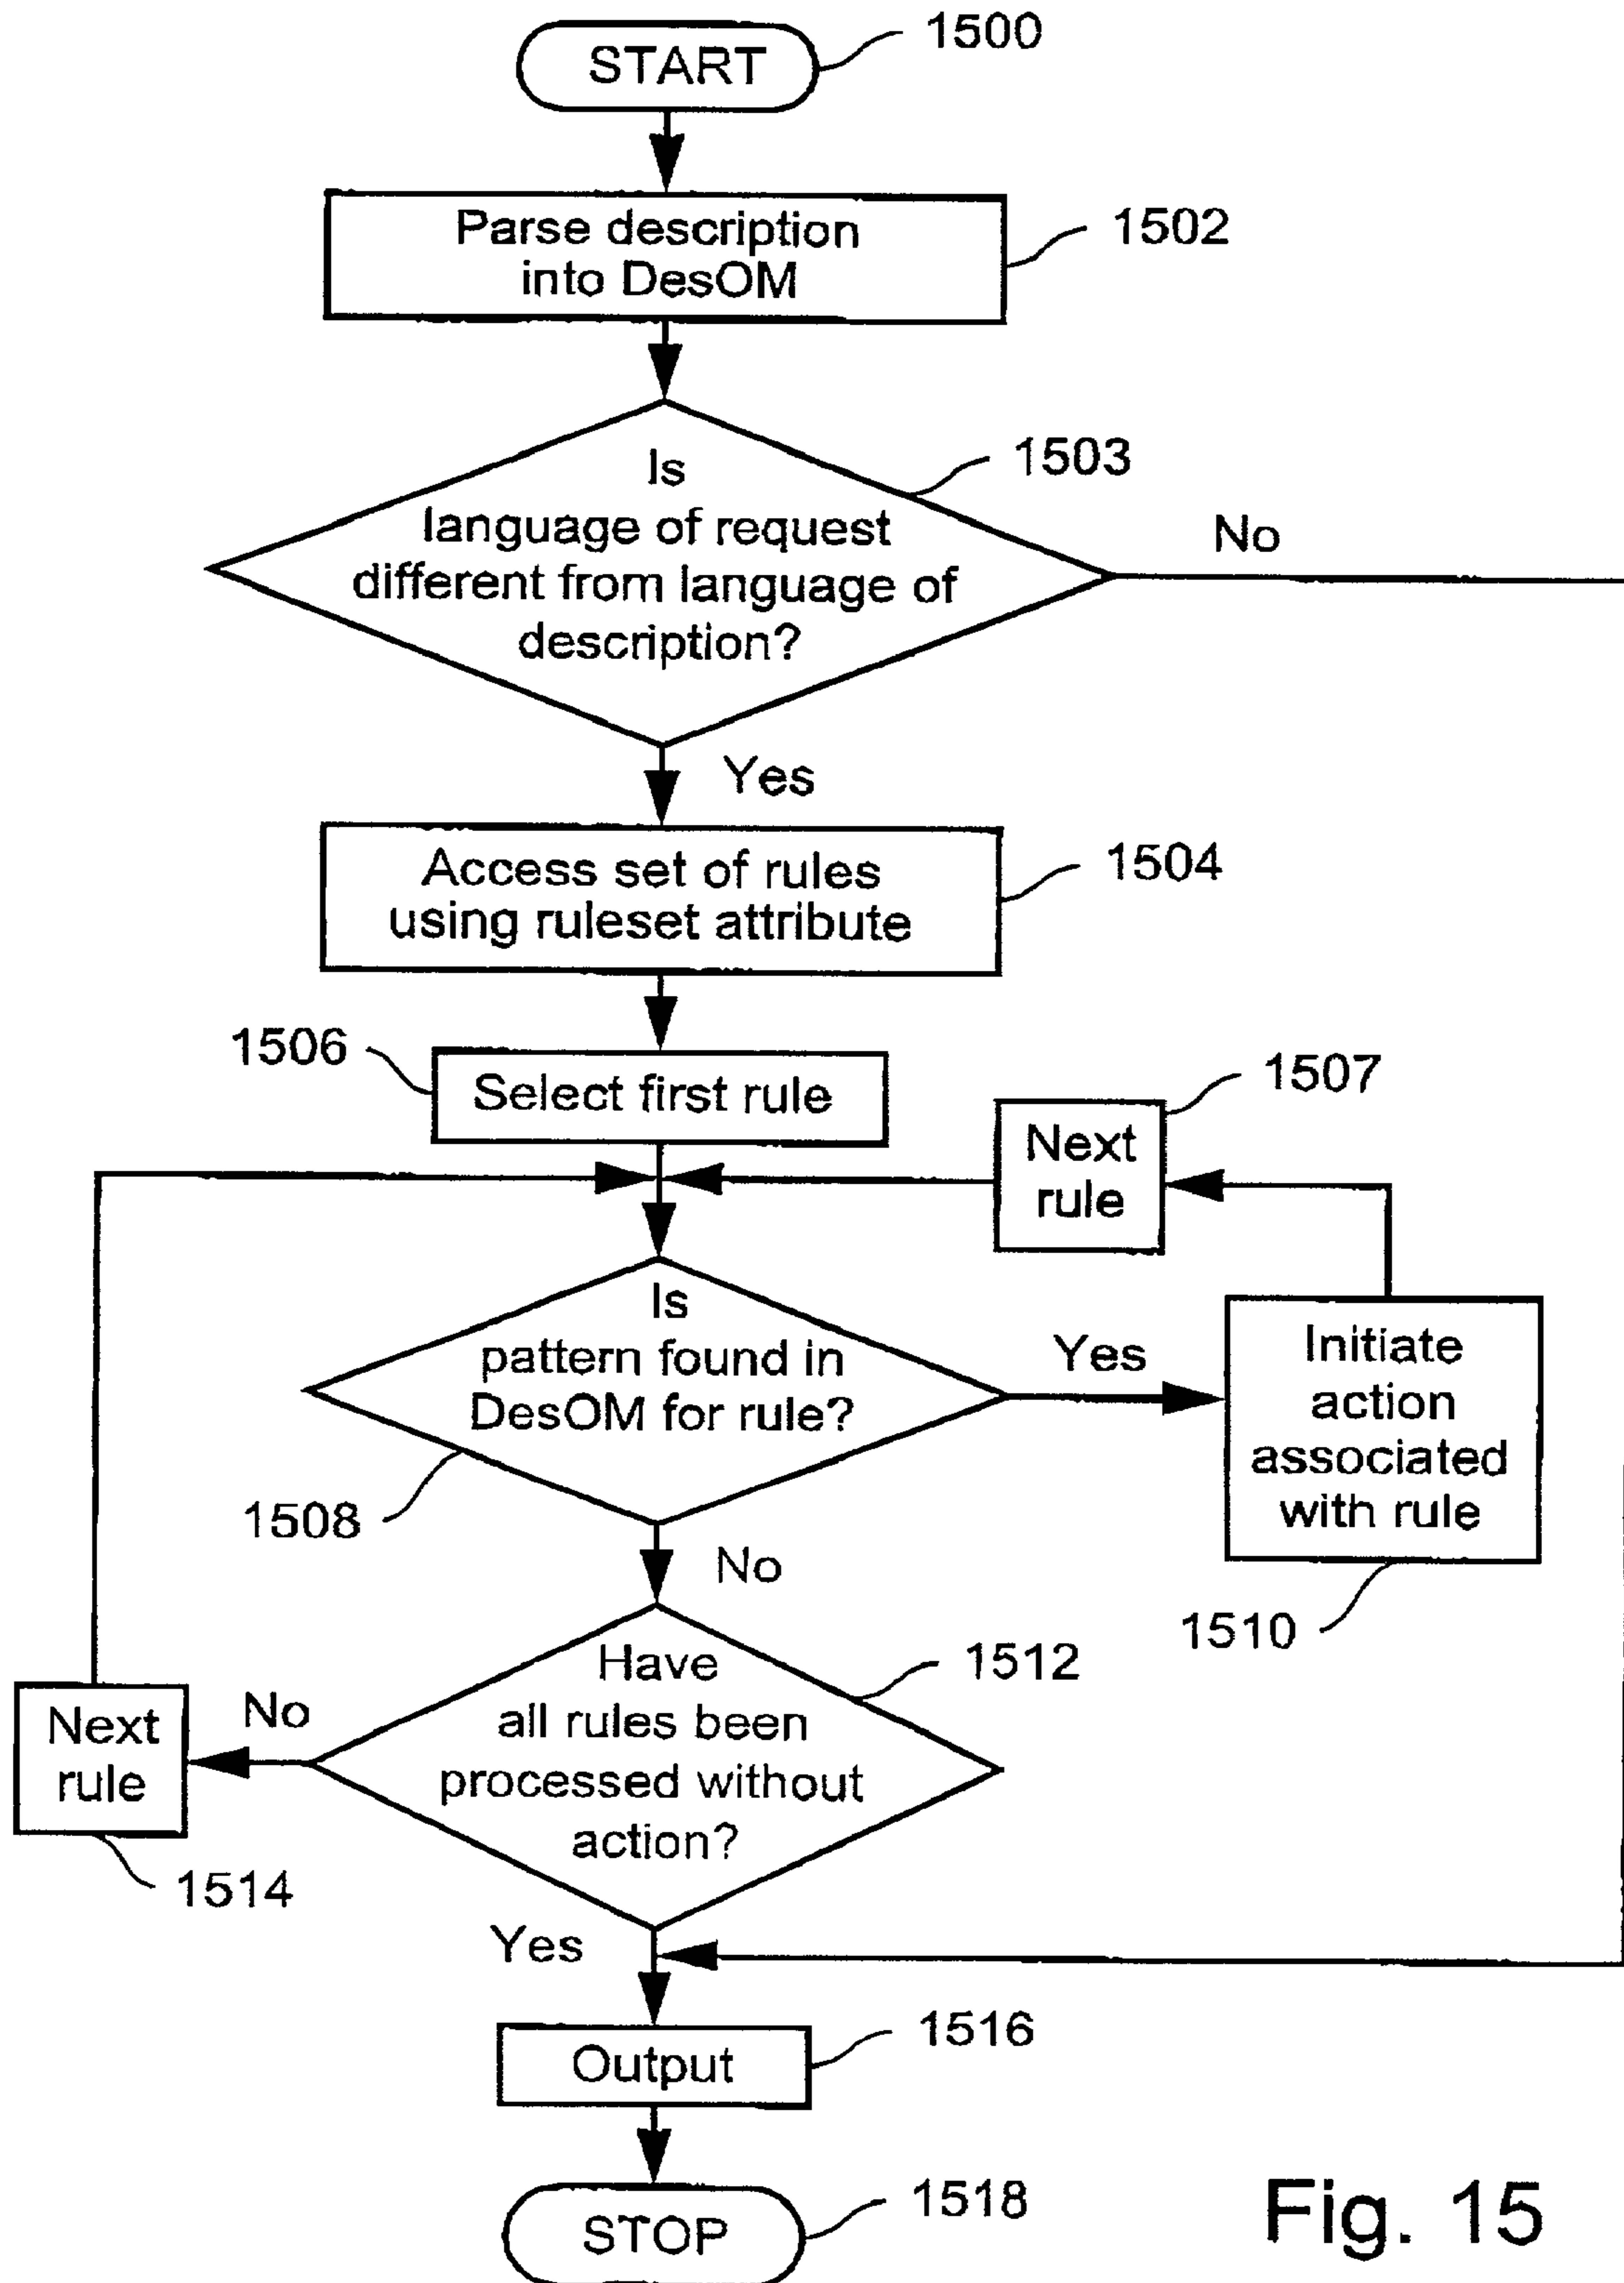 START
1500
Parse description
into DesOM
1502
Is
language of request
different from language of
description?
1503
No
Yes
Access set of rules
using ruleset attribute
1504
1506
Select first rule
1507
Next
rule
Is
pattern found in
DesOM for rule?
1508
Yes
Initiate
action
associated
with rule
1510
No
Have
all rules been
processed without
action?
1512
No
Next
rule
1514
Yes
Output
1516
STOP
1518
Fig. 15